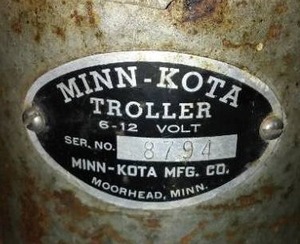 MINN-KOTA
TROLLER
6-12 VOLT
SER. NO. 8794
MINN-KOTA MFG. CO.
MOORHEAD, MINN.